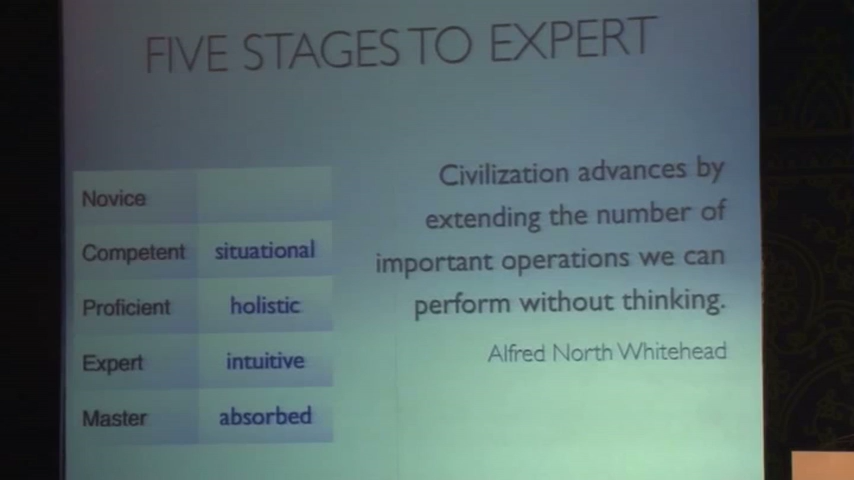 FIVE STAGES TO EXPERT
Novice
Competent situational
Proficient holistic
Expert intuitive
Master absorbed
Civilization advances by
extending the number of
important operations we can
perform without thinking.
Alfred North Whitehead